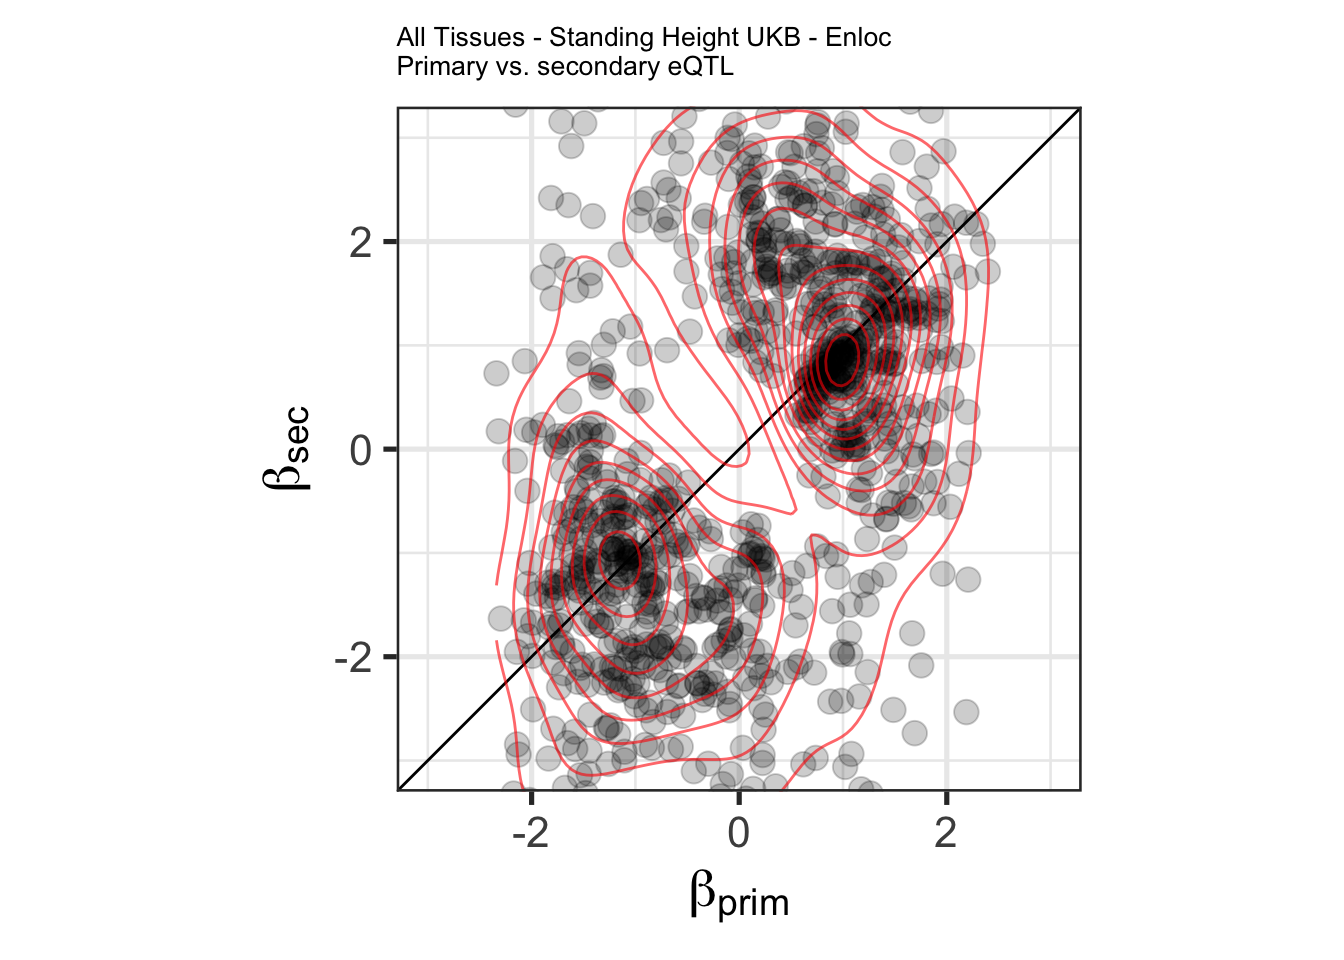 All Tissues - Standing Height UKB - Enloc
Primary vs. secondary eQTL
2
0
-2
βsec
-2 0 2
βprim